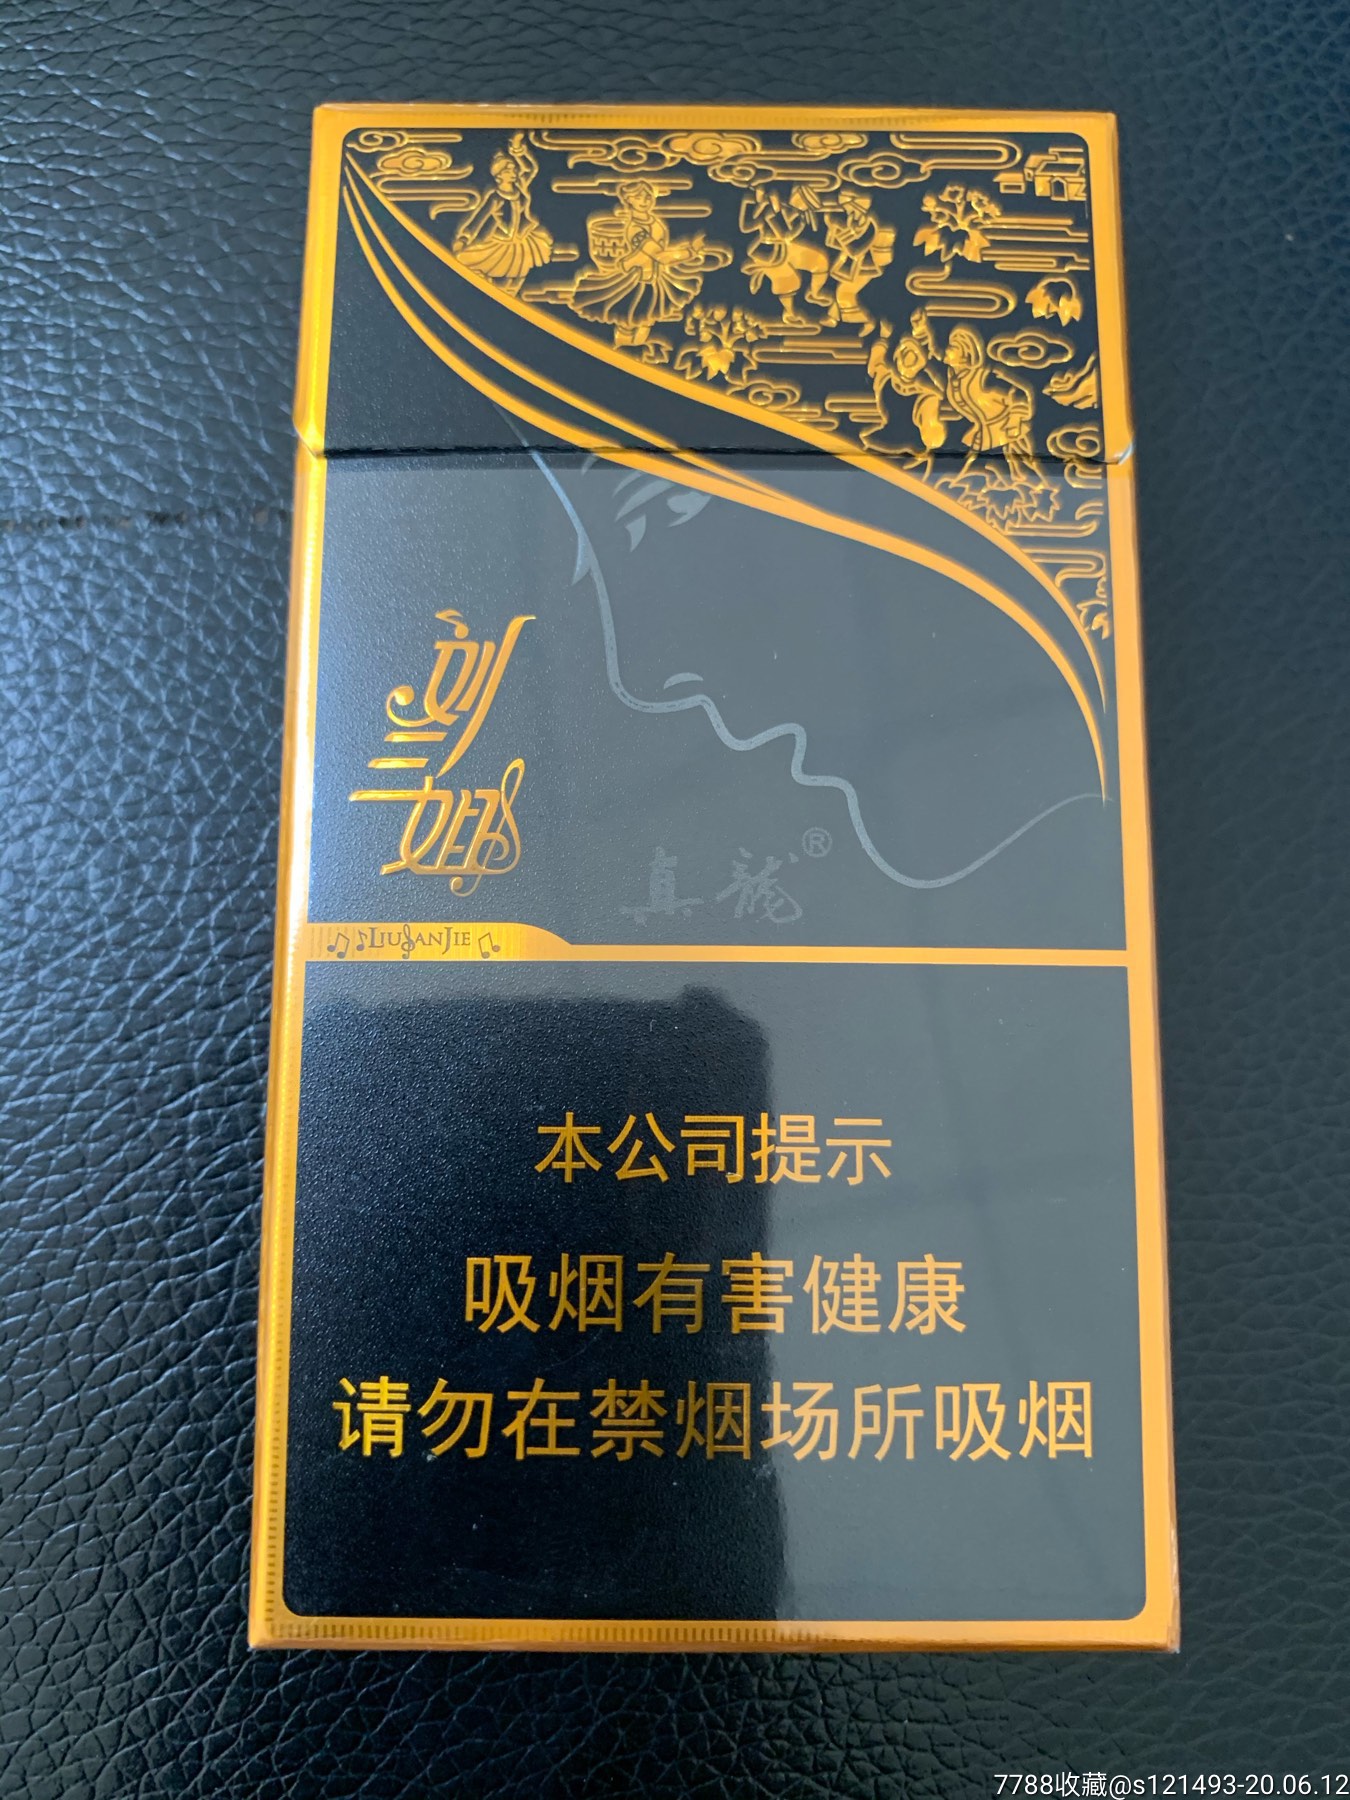 刘三姐
真龍®
LIUSANJIE
本公司提示
吸烟有害健康
请勿在禁烟场所吸烟
7788收藏@s121493-20.06.12